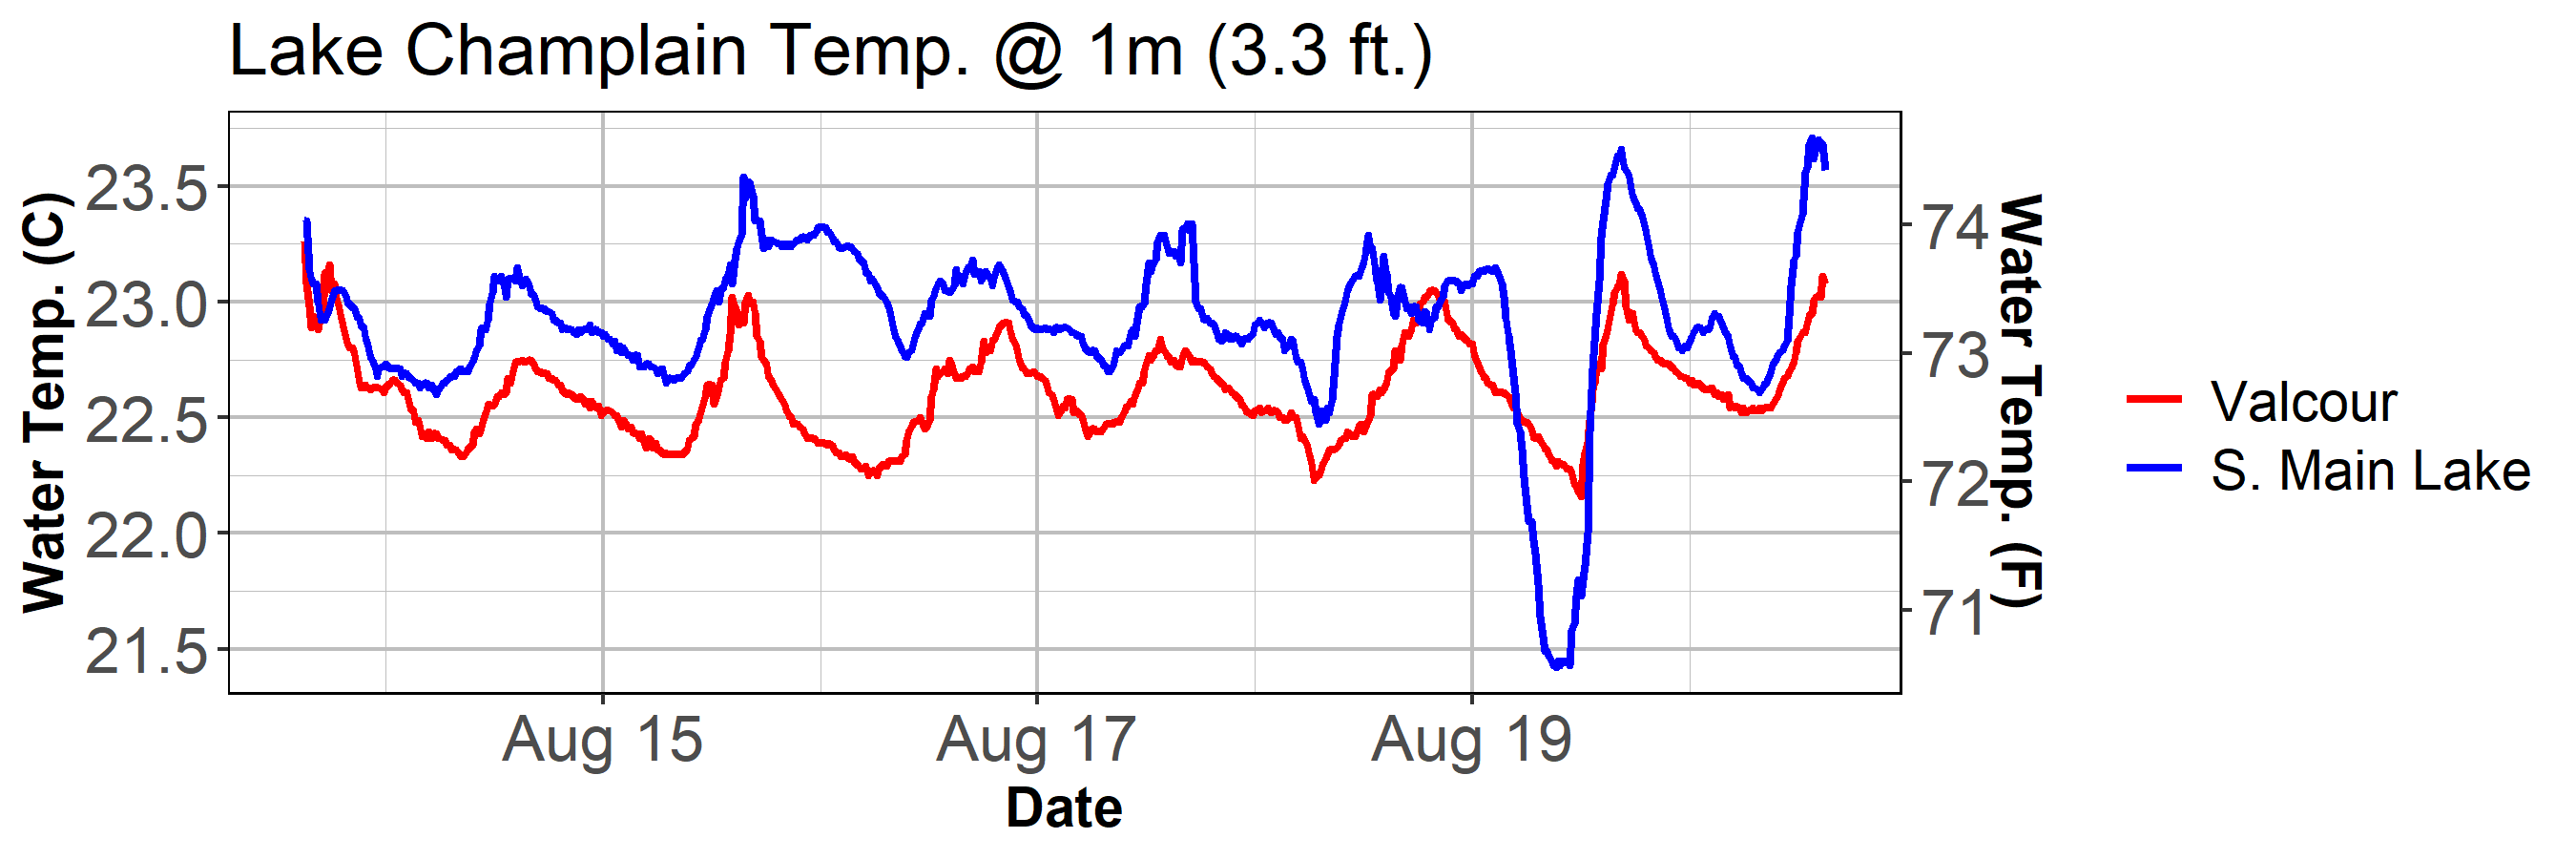 Lake Champlain Temp. @ 1m (3.3 ft.)
Water Temp. (C)
23.5
23.0
22.5
22.0
21.5
74
73
72
71
Water Temp. (F)
Aug 15
Aug 17
Aug 19
Date
Valcour
S. Main Lake